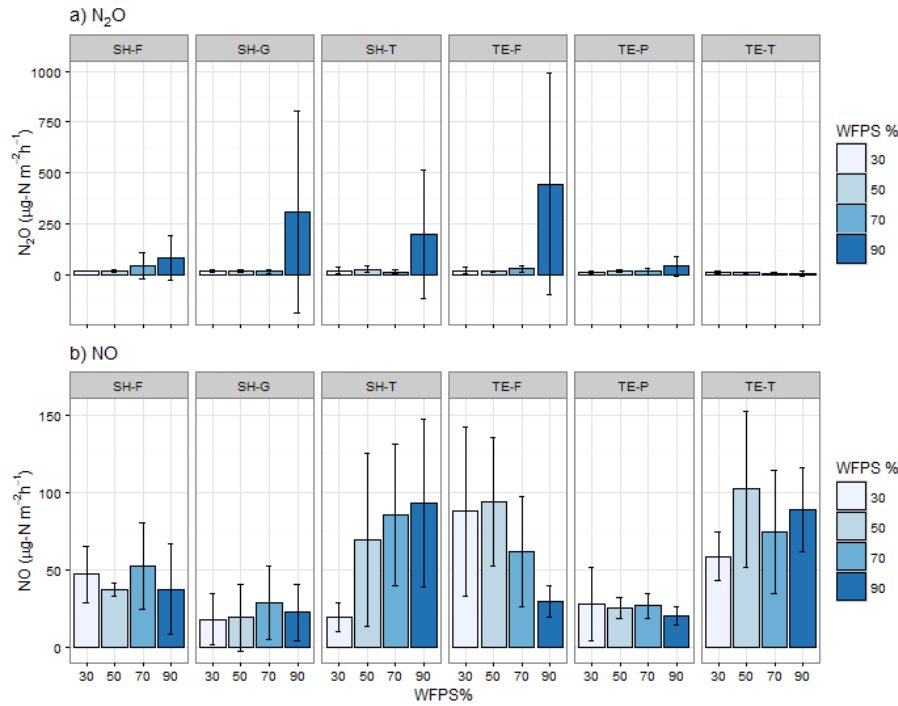 a) N₂O
SH-F SH-G SH-T TE-F TE-P TE-T
1000
750
500
250
0
N₂O (µg-N m⁻²h⁻¹)
WFPS %
30
50
70
90
b) NO
SH-F SH-G SH-T TE-F TE-P TE-T
150
100
50
0
NO (µg-N m⁻²h⁻¹)
WFPS %
30
50
70
90
30 50 70 90 30 50 70 90 30 50 70 90 30 50 70 90 30 50 70 90 30 50 70 90
WFPS%